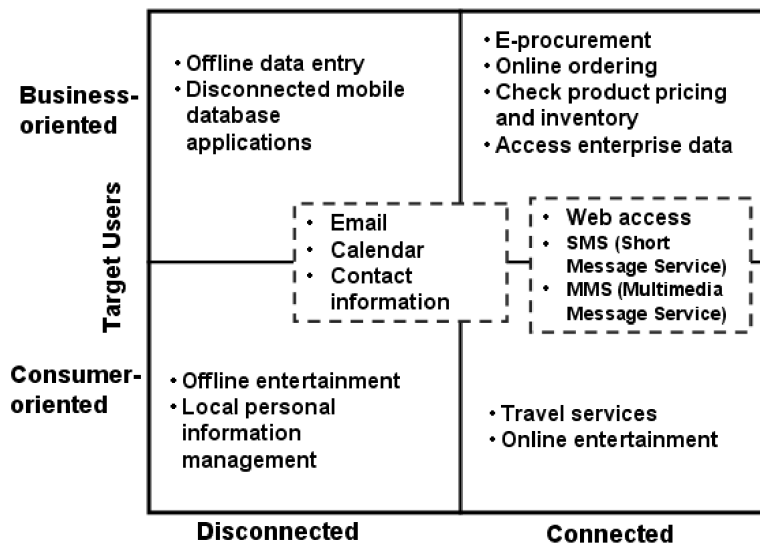 Business-
oriented
• Offline data entry
• Disconnected mobile
database
applications
• E-procurement
• Online ordering
• Check product pricing
and inventory
• Access enterprise data
Target Users
• Email
• Calendar
• Contact
information
• Web access
• SMS (Short
Message Service)
• MMS (Multimedia
Message Service)
Consumer-
oriented
• Offline entertainment
• Local personal
information
management
• Travel services
• Online entertainment
Disconnected
Connected